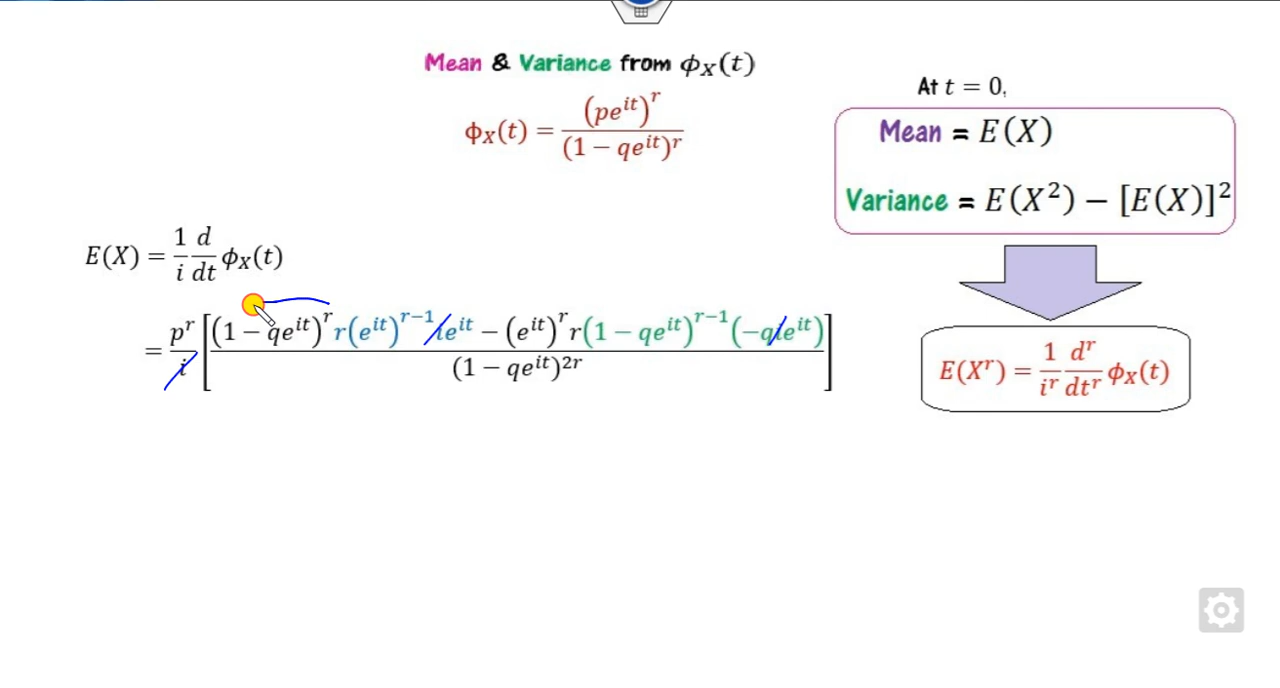 Mean & Variance from ϕ_X(t)
ϕ_X(t) = (pe^{it})^r / (1 − qe^{it})^r
At t = 0,
Mean = E(X)
Variance = E(X²) − [E(X)]²
E(X) = 1/i d/dt ϕ_X(t)
= p^r/i [((1 − qe^{it})^r r(e^{it})^{r−1} ie^{it} − (e^{it})^r r(1 − qe^{it})^{r−1}(−qie^{it})) / (1 − qe^{it})^{2r}]
E(X^r) = 1/i^r d^r/dt^r ϕ_X(t)